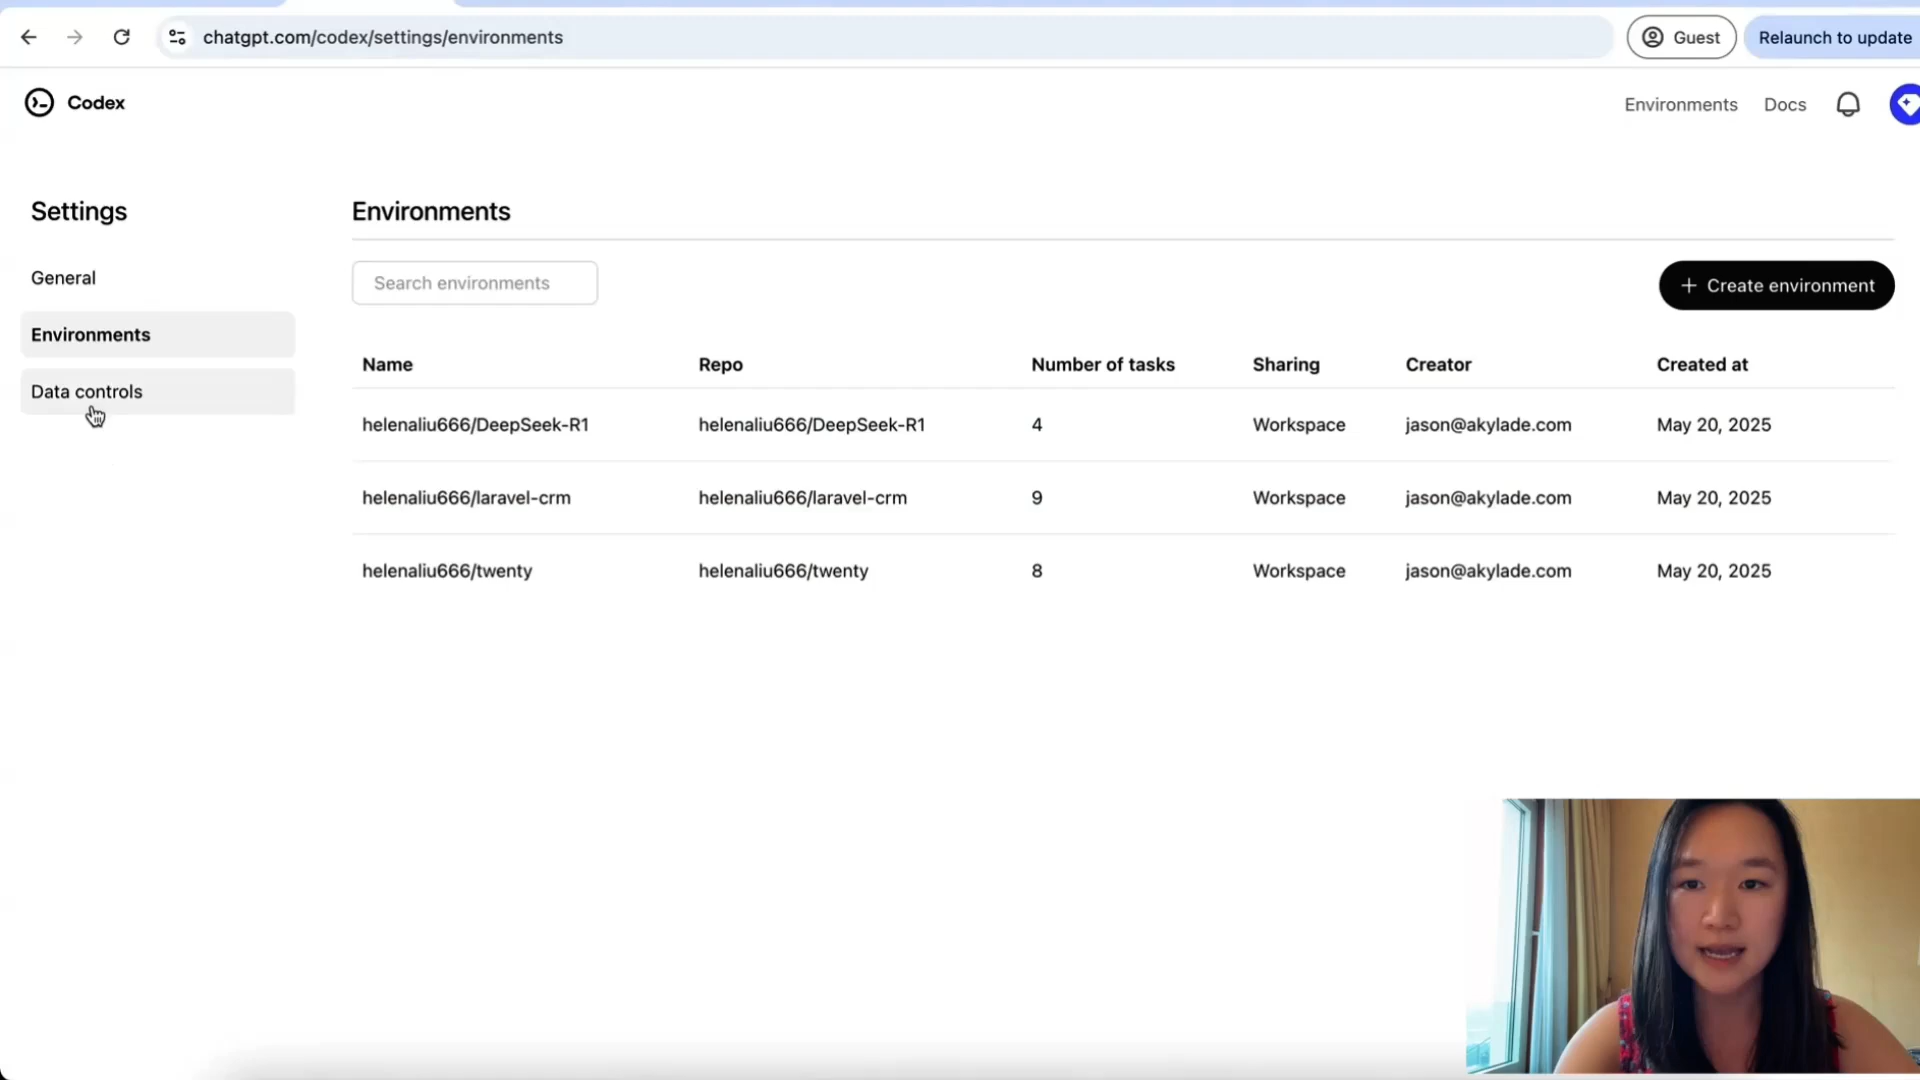 chatgpt.com/codex/settings/environments
Guest
Relaunch to update
Codex
Environments
Docs
Settings
General
Environments
Data controls
Environments
Search environments
+ Create environment
Name Repo Number of tasks Sharing Creator Created at
helenaliu666/DeepSeek-R1 helenaliu666/DeepSeek-R1 4 Workspace jason@akylade.com May 20, 2025
helenaliu666/laravel-crm helenaliu666/laravel-crm 9 Workspace jason@akylade.com May 20, 2025
helenaliu666/twenty helenaliu666/twenty 8 Workspace jason@akylade.com May 20, 2025